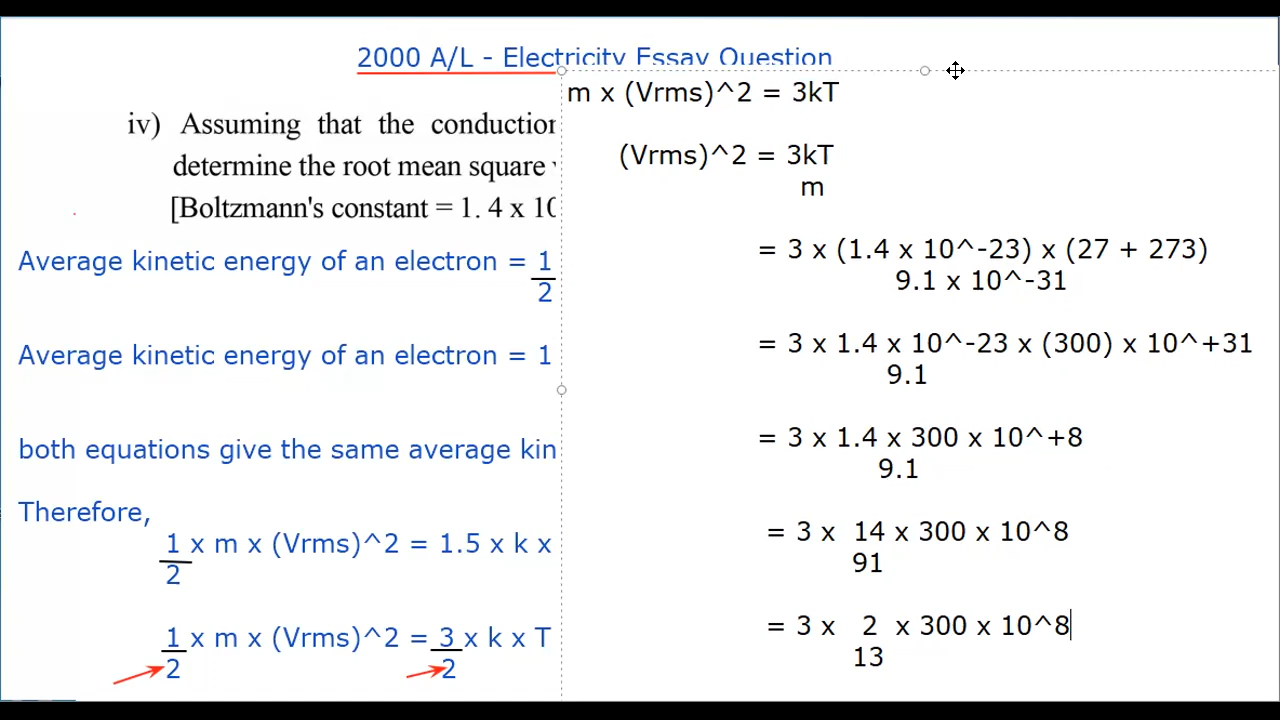 2000 A/L - Electricity Essay Question
iv) Assuming that the conduction
determine the root mean square
[Boltzmann's constant = 1. 4 x 10
Average kinetic energy of an electron = 1
2
Average kinetic energy of an electron = 1
both equations give the same average kin
Therefore,
1 x m x (Vrms)^2 = 1.5 x k x
2
1 x m x (Vrms)^2 = 3 x k x T
2 2
m x (Vrms)^2 = 3kT
(Vrms)^2 = 3kT
m
= 3 x (1.4 x 10^-23) x (27 + 273)
9.1 x 10^-31
= 3 x 1.4 x 10^-23 x (300) x 10^+31
9.1
= 3 x 1.4 x 300 x 10^+8
9.1
= 3 x 14 x 300 x 10^8
91
= 3 x 2 x 300 x 10^8
13